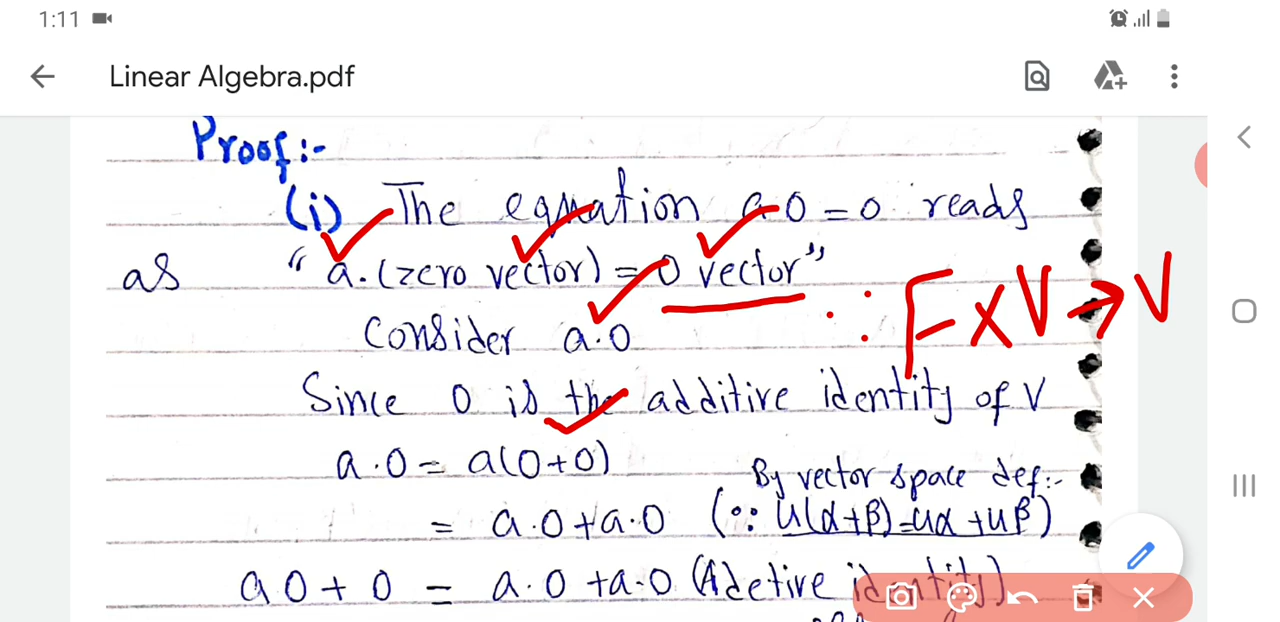 1:11
Linear Algebra.pdf
Proof:-
(i) The equation a.0 = 0 reads
as "a.(zero vector) = 0 vector"
∵ F×V→V
Consider a.0
Since 0 is the additive identity of V
a.0 = a(0+0)
By vector space def:-
= a.0+a.0 (∵ u(α+β)=uα+uβ)
a0+0 = a.0+a.0 (Adetive identity)